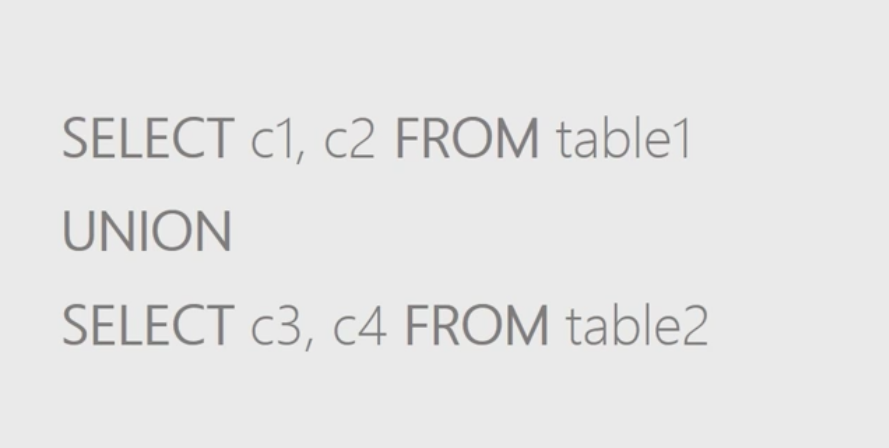 SELECT c1, c2 FROM table1
UNION
SELECT c3, c4 FROM table2